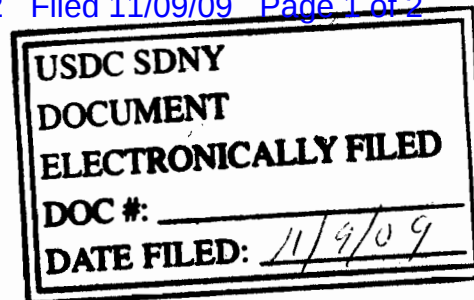 Filed 11/09/09 Page 1 of 2
USDC SDNY
DOCUMENT
ELECTRONICALLY FILED
DOC #:
DATE FILED: 11/9/09